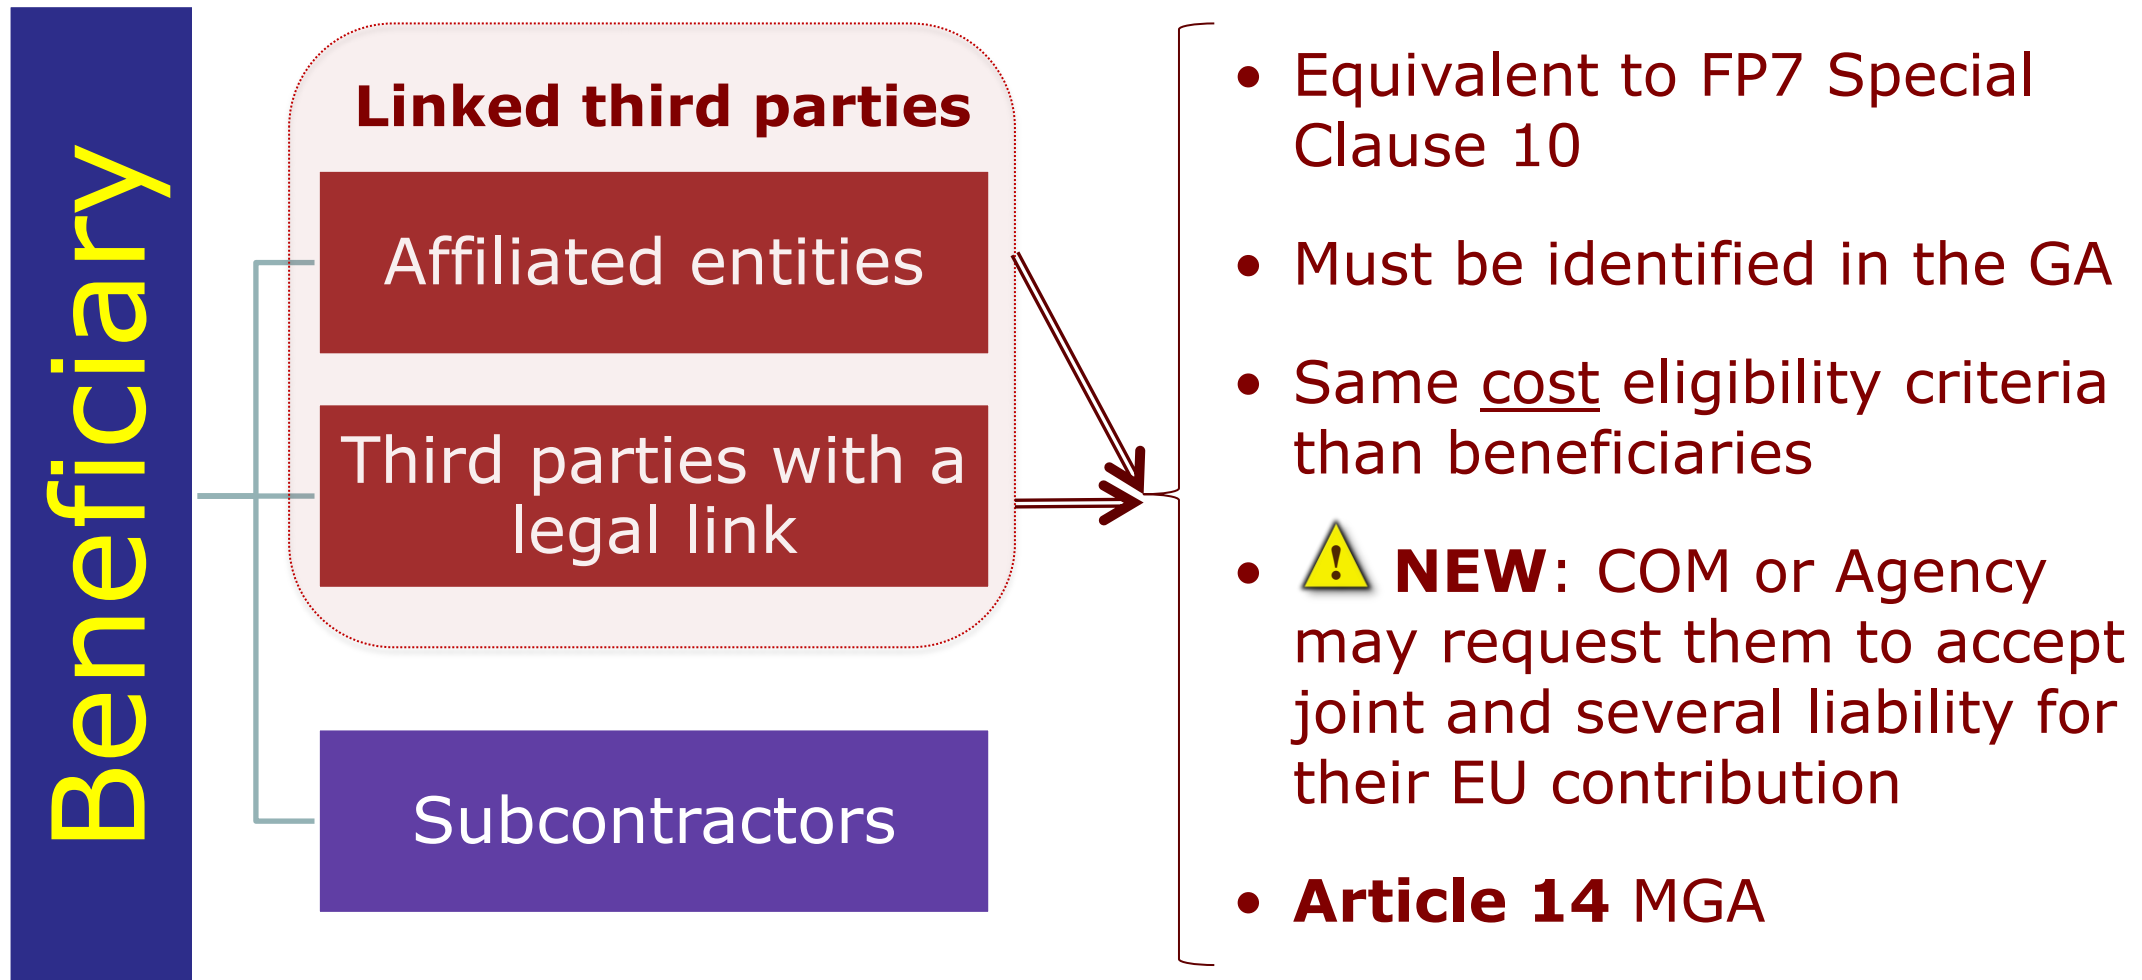 Beneficiary
Linked third parties
Affiliated entities
Third parties with a
legal link
Subcontractors
• Equivalent to FP7 Special
Clause 10
• Must be identified in the GA
• Same cost eligibility criteria
than beneficiaries
• ! NEW: COM or Agency
may request them to accept
joint and several liability for
their EU contribution
• Article 14 MGA